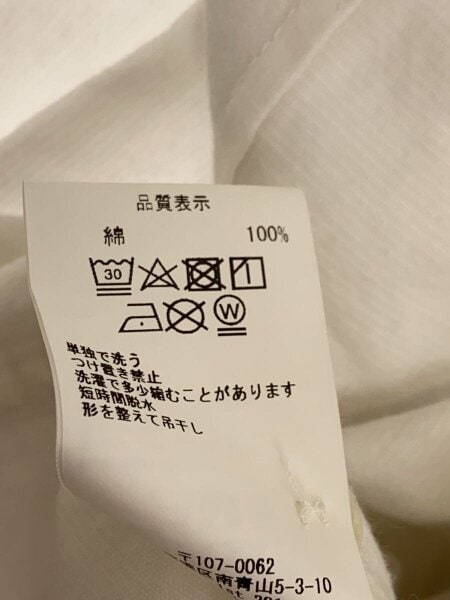 品質表示
綿 100%
30
W
単独で洗う
つけ置き禁止
洗濯で多少縮むことがあります
短時間脱水
形を整えて吊干し
〒107-0062
区南青山5-3-10